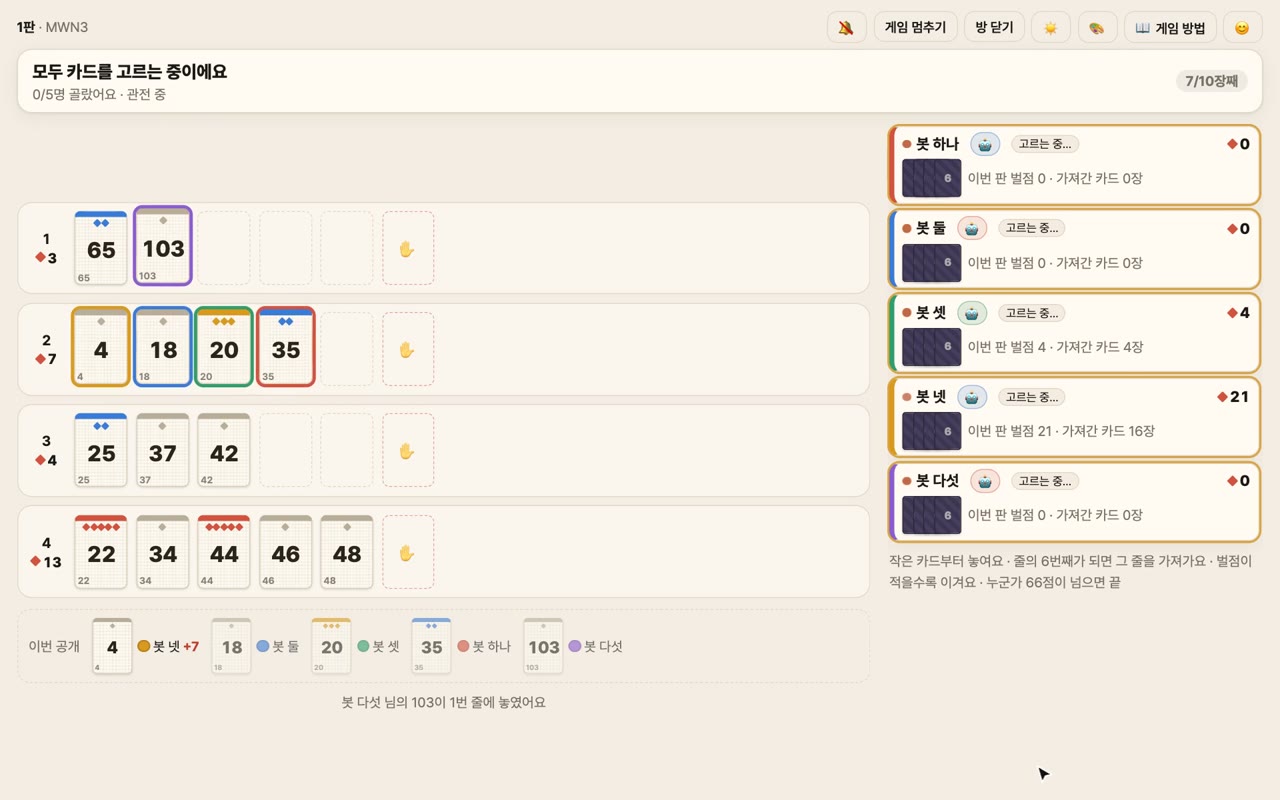 1판 · MWN3
게임 멈추기
방 닫기
게임 방법
모두 카드를 고르는 중이에요
0/5명 골랐어요 · 관전 중
7/10장째
1
3
65
65
103
103
2
7
4
4
18
18
20
20
35
35
3
4
25
25
37
37
42
42
4
13
22
22
34
34
44
44
46
46
48
48
이번 공개
4
4
봇 넷 +7
18
18
봇 둘
20
20
봇 셋
35
35
봇 하나
103
103
봇 다섯
봇 다섯 님의 103이 1번 줄에 놓였어요
봇 하나 고르는 중... 0
6
이번 판 벌점 0 · 가져간 카드 0장
봇 둘 고르는 중... 0
6
이번 판 벌점 0 · 가져간 카드 0장
봇 셋 고르는 중... 4
6
이번 판 벌점 4 · 가져간 카드 4장
봇 넷 고르는 중... 21
6
이번 판 벌점 21 · 가져간 카드 16장
봇 다섯 고르는 중... 0
6
이번 판 벌점 0 · 가져간 카드 0장
작은 카드부터 놓여요 · 줄의 6번째가 되면 그 줄을 가져가요 · 벌점이
적을수록 이겨요 · 누군가 66점이 넘으면 끝